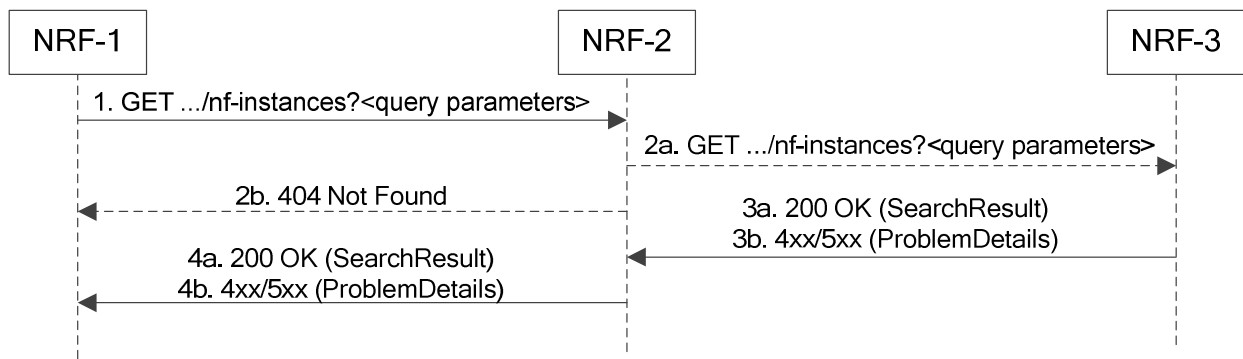 NRF-1
NRF-2
NRF-3
1. GET .../nf-instances?<query parameters>
2a. GET .../nf-instances?<query parameters>
2b. 404 Not Found
3a. 200 OK (SearchResult)
3b. 4xx/5xx (ProblemDetails)
4a. 200 OK (SearchResult)
4b. 4xx/5xx (ProblemDetails)